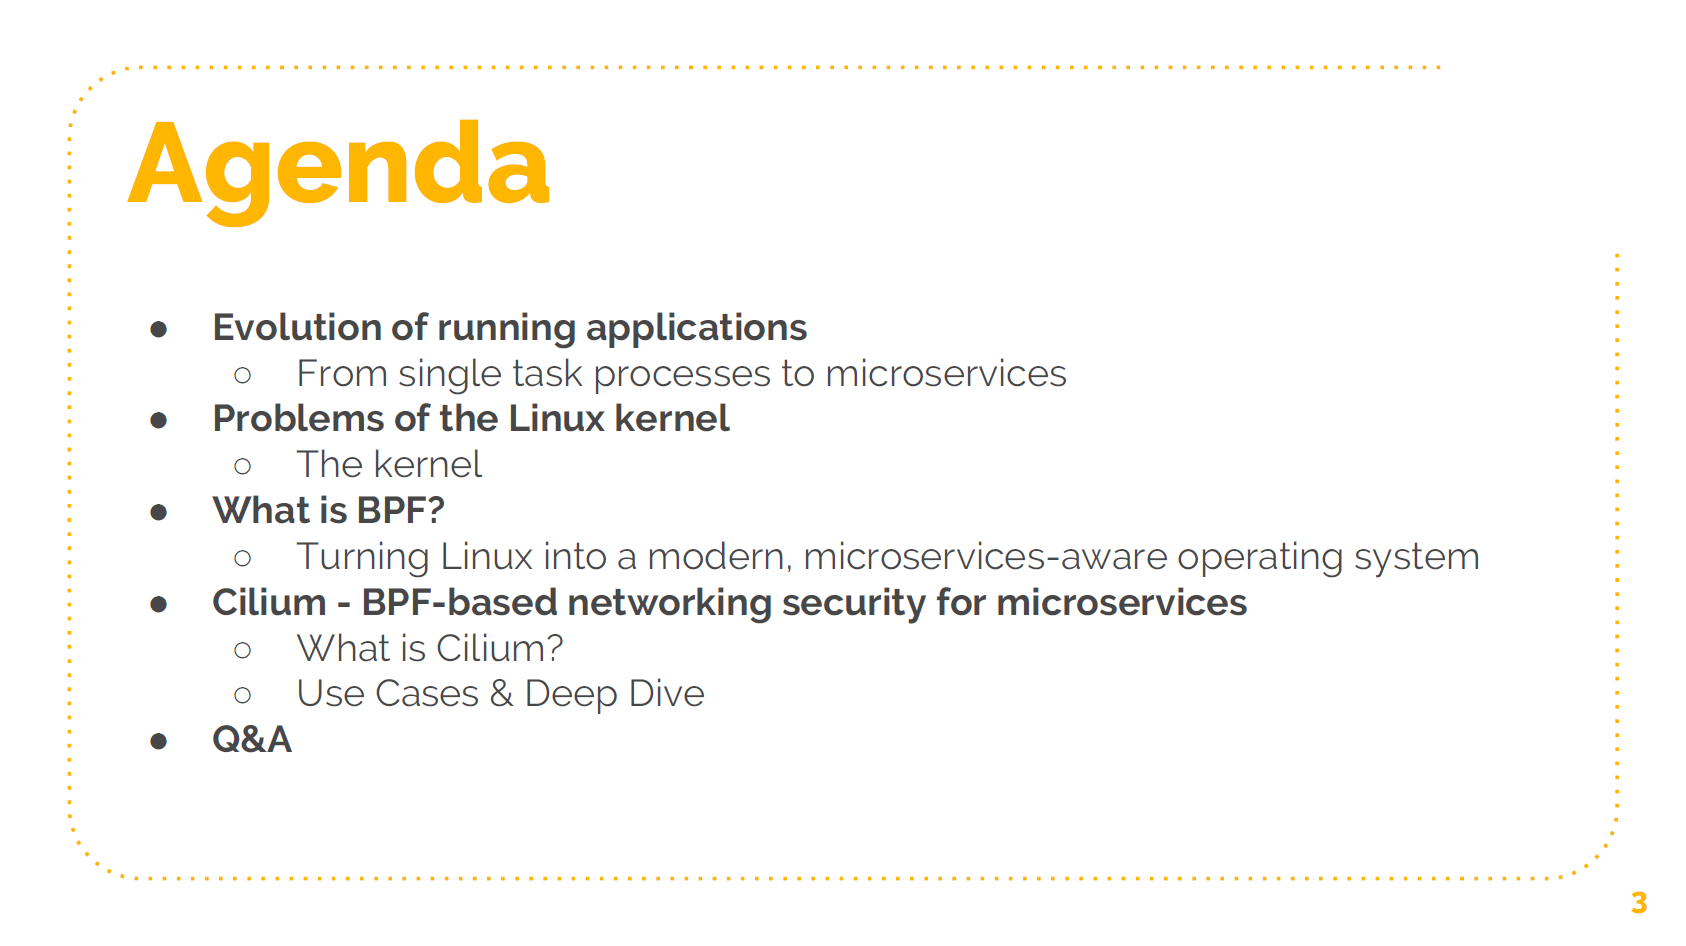 Agenda
● Evolution of running applications
○ From single task processes to microservices
● Problems of the Linux kernel
○ The kernel
● What is BPF?
○ Turning Linux into a modern, microservices-aware operating system
● Cilium - BPF-based networking security for microservices
○ What is Cilium?
○ Use Cases & Deep Dive
● Q&A
3